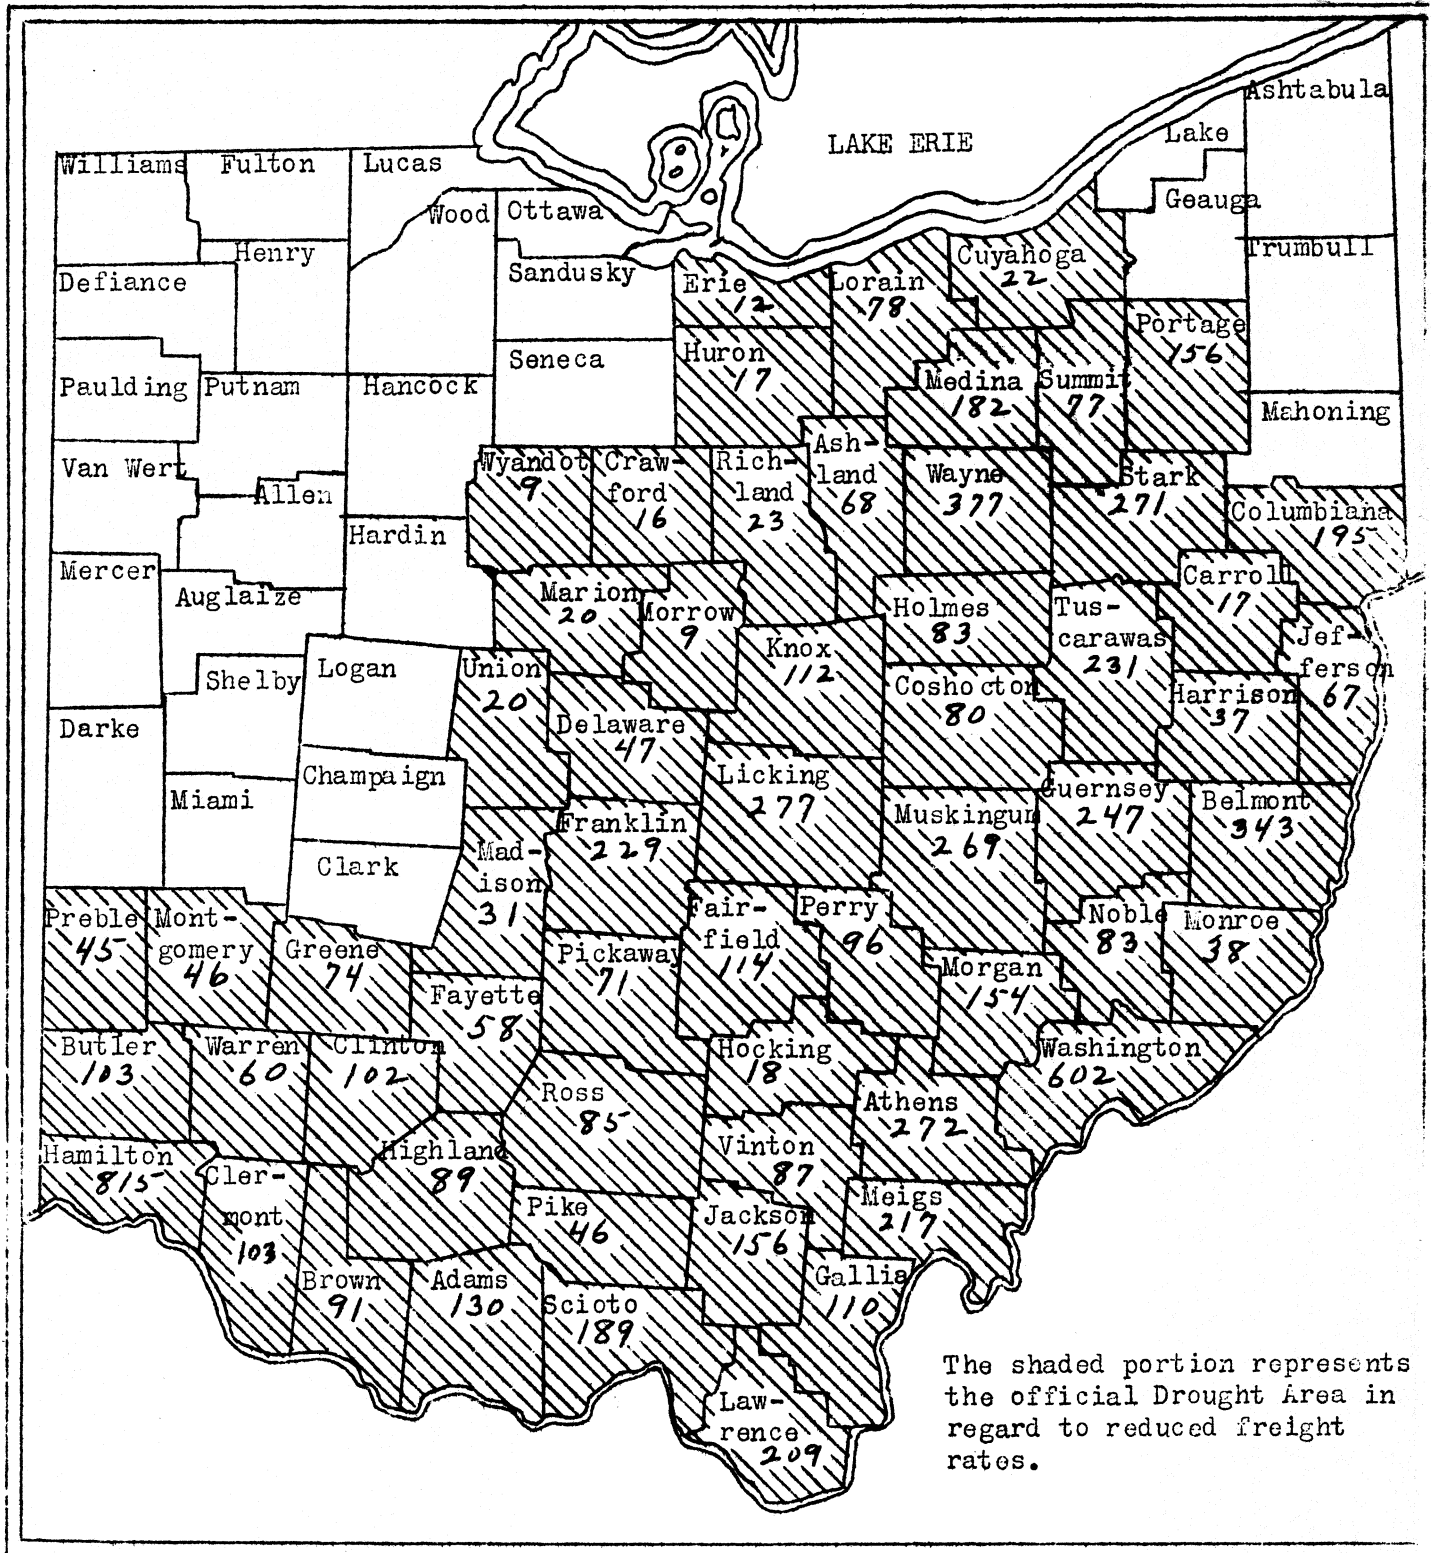 Ashtabula
LAKE ERIE
Lake
Williams
Fulton
Lucas
Geauga
Wood
Ottawa
Henry
Trumbull
Defiance
Sandusky
Erie
12
Lorain
78
Cuyahoga
22
Portage
156
Seneca
Huron
17
Paulding
Putnam
Hancock
Medina
182
Summit
77
Mahoning
Van Wert
Allen
Wyandot
9
Craw-
ford
16
Rich-
land
23
Ash-
land
68
Wayne
377
Stark
271
Columbiana
195
Hardin
Mercer
Auglaize
Marion
20
Morrow
9
Holmes
83
Tus-
carawas
231
Carroll
17
Jef-
ferson
67
Shelby
Logan
Union
20
Knox
112
Coshocton
80
Harrison
37
Darke
Delaware
47
Champaign
Licking
277
Miami
Franklin
229
Muskingum
269
Guernsey
247
Belmont
343
Clark
Mad-
ison
31
Preble
45
Mont-
gomery
46
Greene
74
Pickaway
71
Fair-
field
114
Perry
96
Noble
83
Monroe
38
Morgan
154
Fayette
58
Butler
103
Warren
60
Clinton
102
Hocking
18
Washington
602
Ross
85
Athens
272
Hamilton
815
Highland
89
Vinton
87
Cler-
mont
103
Pike
46
Jackson
156
Meigs
217
Brown
91
Adams
130
Scioto
189
Gallia
110
Law-
rence
209
The shaded portion represents
the official Drought Area in
regard to reduced freight
rates.